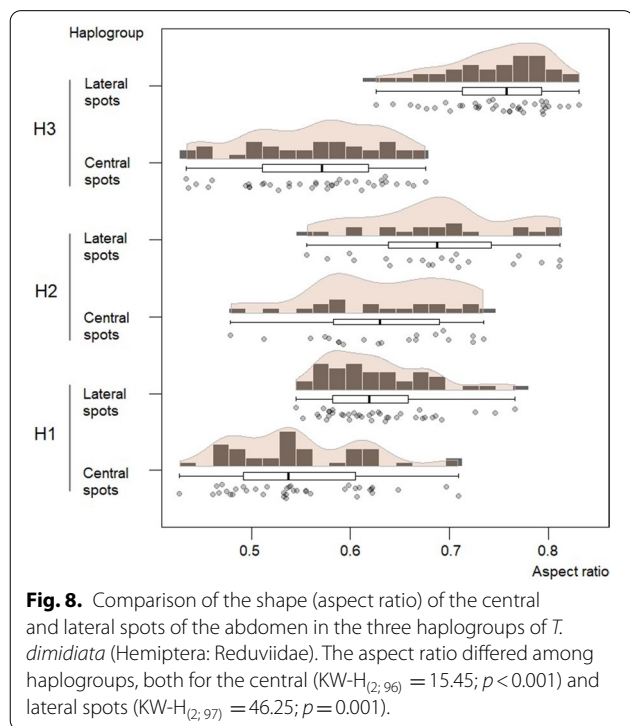 Haplogroup
Lateral
spots
H3
Central
spots
Lateral
spots
H2
Central
spots
Lateral
spots
H1
Central
spots
0.5 0.6 0.7 0.8
Aspect ratio
Fig. 8. Comparison of the shape (aspect ratio) of the central
and lateral spots of the abdomen in the three haplogroups of T.
dimidiata (Hemiptera: Reduviidae). The aspect ratio differed among
haplogroups, both for the central (KW-H(2; 96) = 15.45; p < 0.001) and
lateral spots (KW-H(2; 97) = 46.25; p = 0.001).